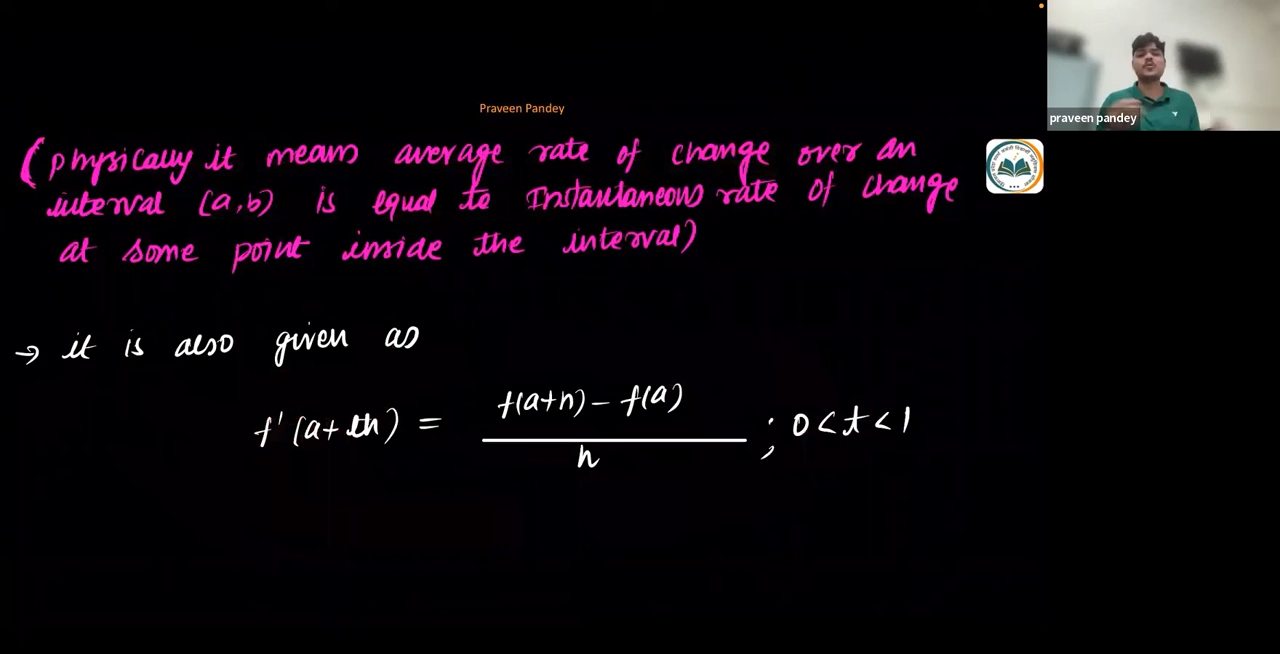 Praveen Pandey
praveen pandey
(physically it means average rate of change over an
interval (a,b) is equal to instantaneous rate of change
at some point inside the interval)
→ it is also given as
f'(a+th) = f(a+h) – f(a) / h ; 0 < t < 1